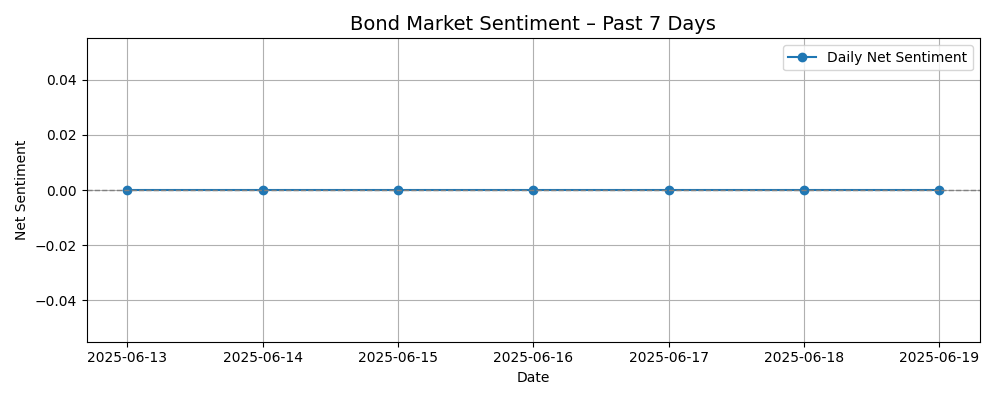 Bond Market Sentiment – Past 7 Days
Daily Net Sentiment
0.04
0.02
0.00
−0.02
−0.04
Net Sentiment
2025-06-13 2025-06-14 2025-06-15 2025-06-16 2025-06-17 2025-06-18 2025-06-19
Date